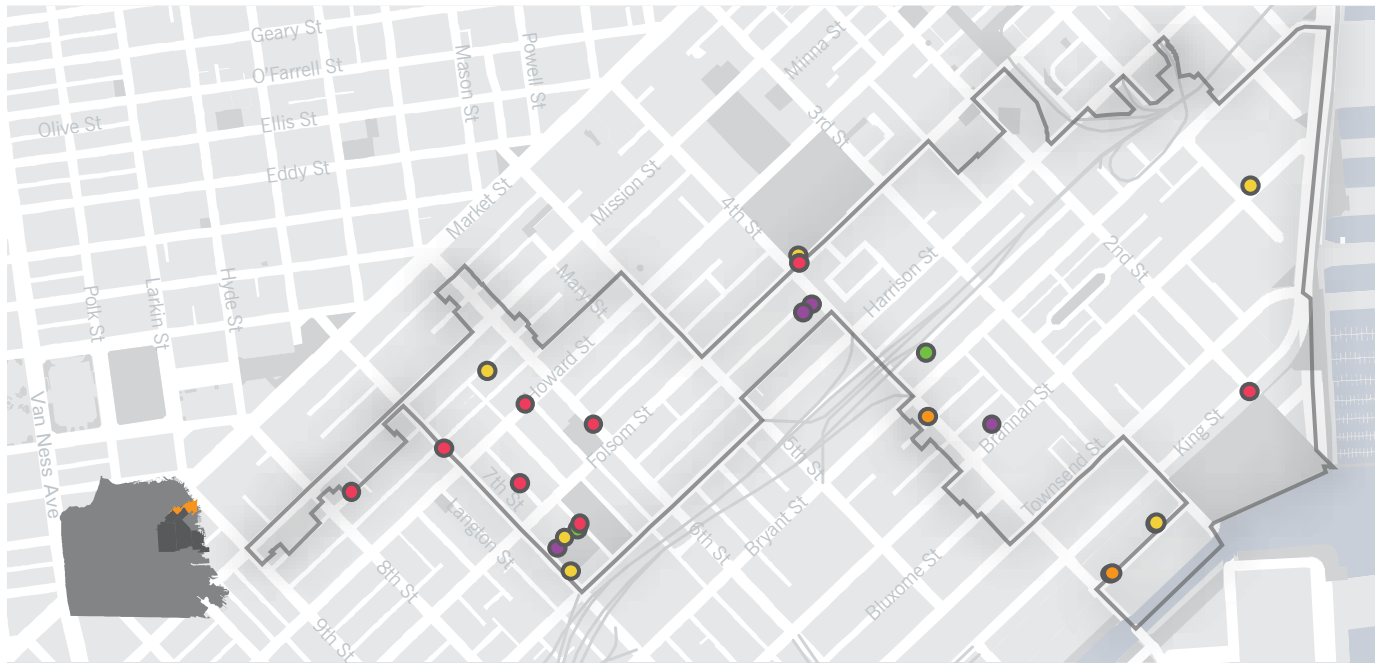 Geary St
O'Farrell St
Mason St
Powell St
Minna St
Olive St
Ellis St
3rd St
Eddy St
Market St
Mission St
4th St
Polk St
Larkin St
Hyde St
Mary St
Harrison St
2nd St
Howard St
Van Ness Ave
Folsom St
Brannan St
King St
5th St
7th St
Townsend St
Langton St
6th St
Bryant St
8th St
Bluxome St
9th St